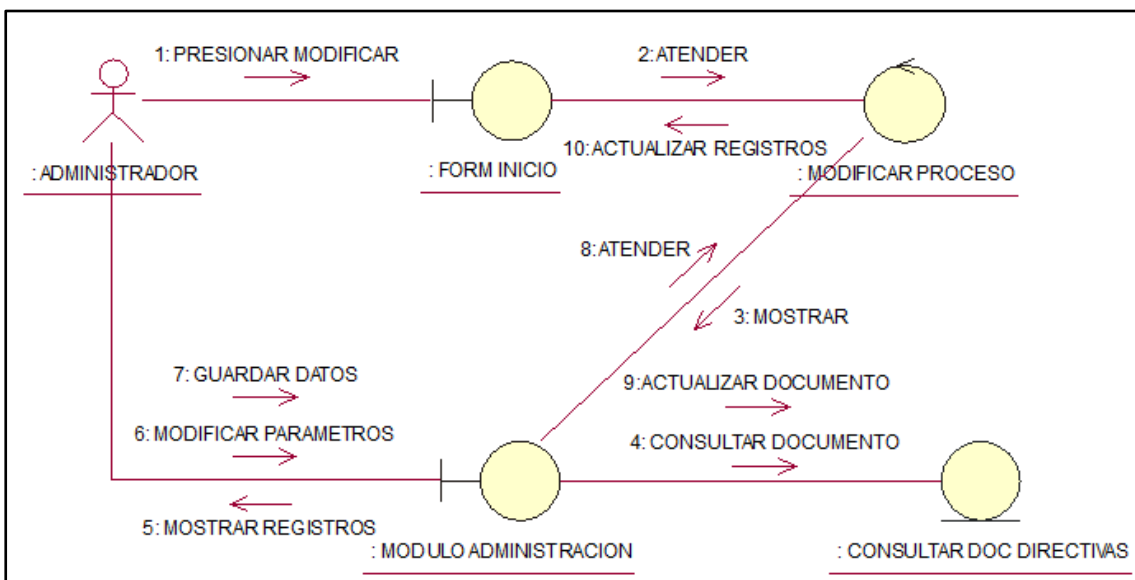 1: PRESIONAR MODIFICAR
2: ATENDER
10: ACTUALIZAR REGISTROS
: ADMINISTRADOR
: FORM INICIO
: MODIFICAR PROCESO
8: ATENDER
3: MOSTRAR
7: GUARDAR DATOS
9: ACTUALIZAR DOCUMENTO
6: MODIFICAR PARAMETROS
4: CONSULTAR DOCUMENTO
5: MOSTRAR REGISTROS
: MODULO ADMINISTRACION
: CONSULTAR DOC DIRECTIVAS